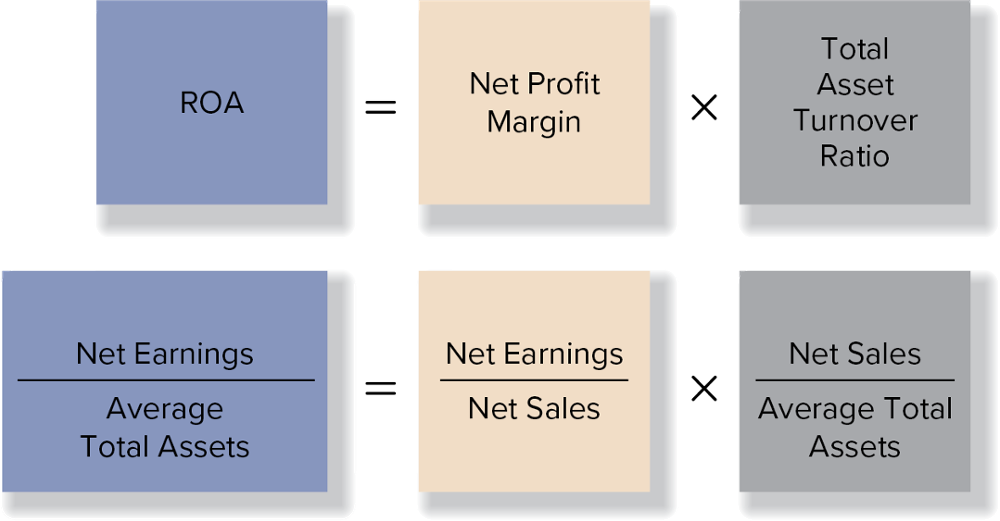 ROA
=
Net Profit
Margin
×
Total
Asset
Turnover
Ratio
Net Earnings
Average
Total Assets
=
Net Earnings
Net Sales
×
Net Sales
Average Total
Assets